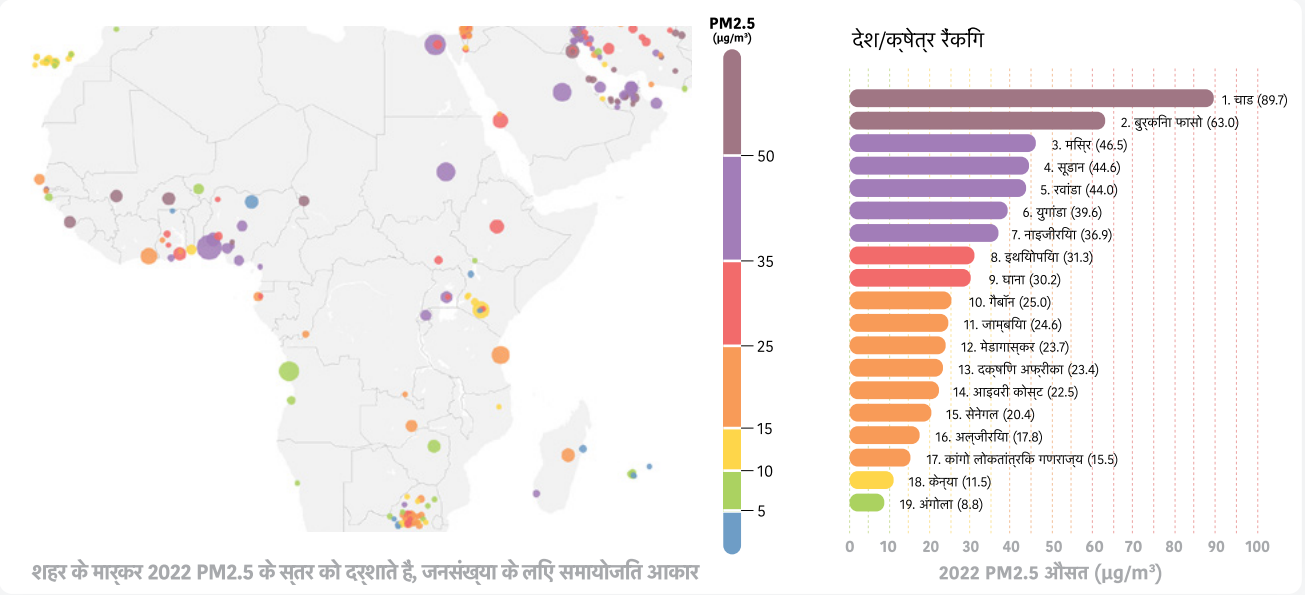 PM2.5
(µg/m³)
50
35
25
15
10
5
देश/क्षेत्र रैंकिंग
1. चाड (89.7)
2. बुर्किना फासो (63.0)
3. मिस्र (46.5)
4. सूडान (44.6)
5. रवांडा (44.0)
6. युगांडा (39.6)
7. नाइजीरिया (36.9)
8. इथियोपिया (31.3)
9. घाना (30.2)
10. गैबॉन (25.0)
11. जाम्बिया (24.6)
12. मेडागास्कर (23.7)
13. दक्षिण अफ्रीका (23.4)
14. आइवरी कोस्ट (22.5)
15. सेनेगल (20.4)
16. अल्जीरिया (17.8)
17. कांगो लोकतांत्रिक गणराज्य (15.5)
18. केन्या (11.5)
19. अंगोला (8.8)
0 10 20 30 40 50 60 70 80 90 100
2022 PM2.5 औसत (µg/m³)
शहर के मार्कर 2022 PM2.5 के स्तर को दर्शाते है, जनसंख्या के लिए समायोजित आकार